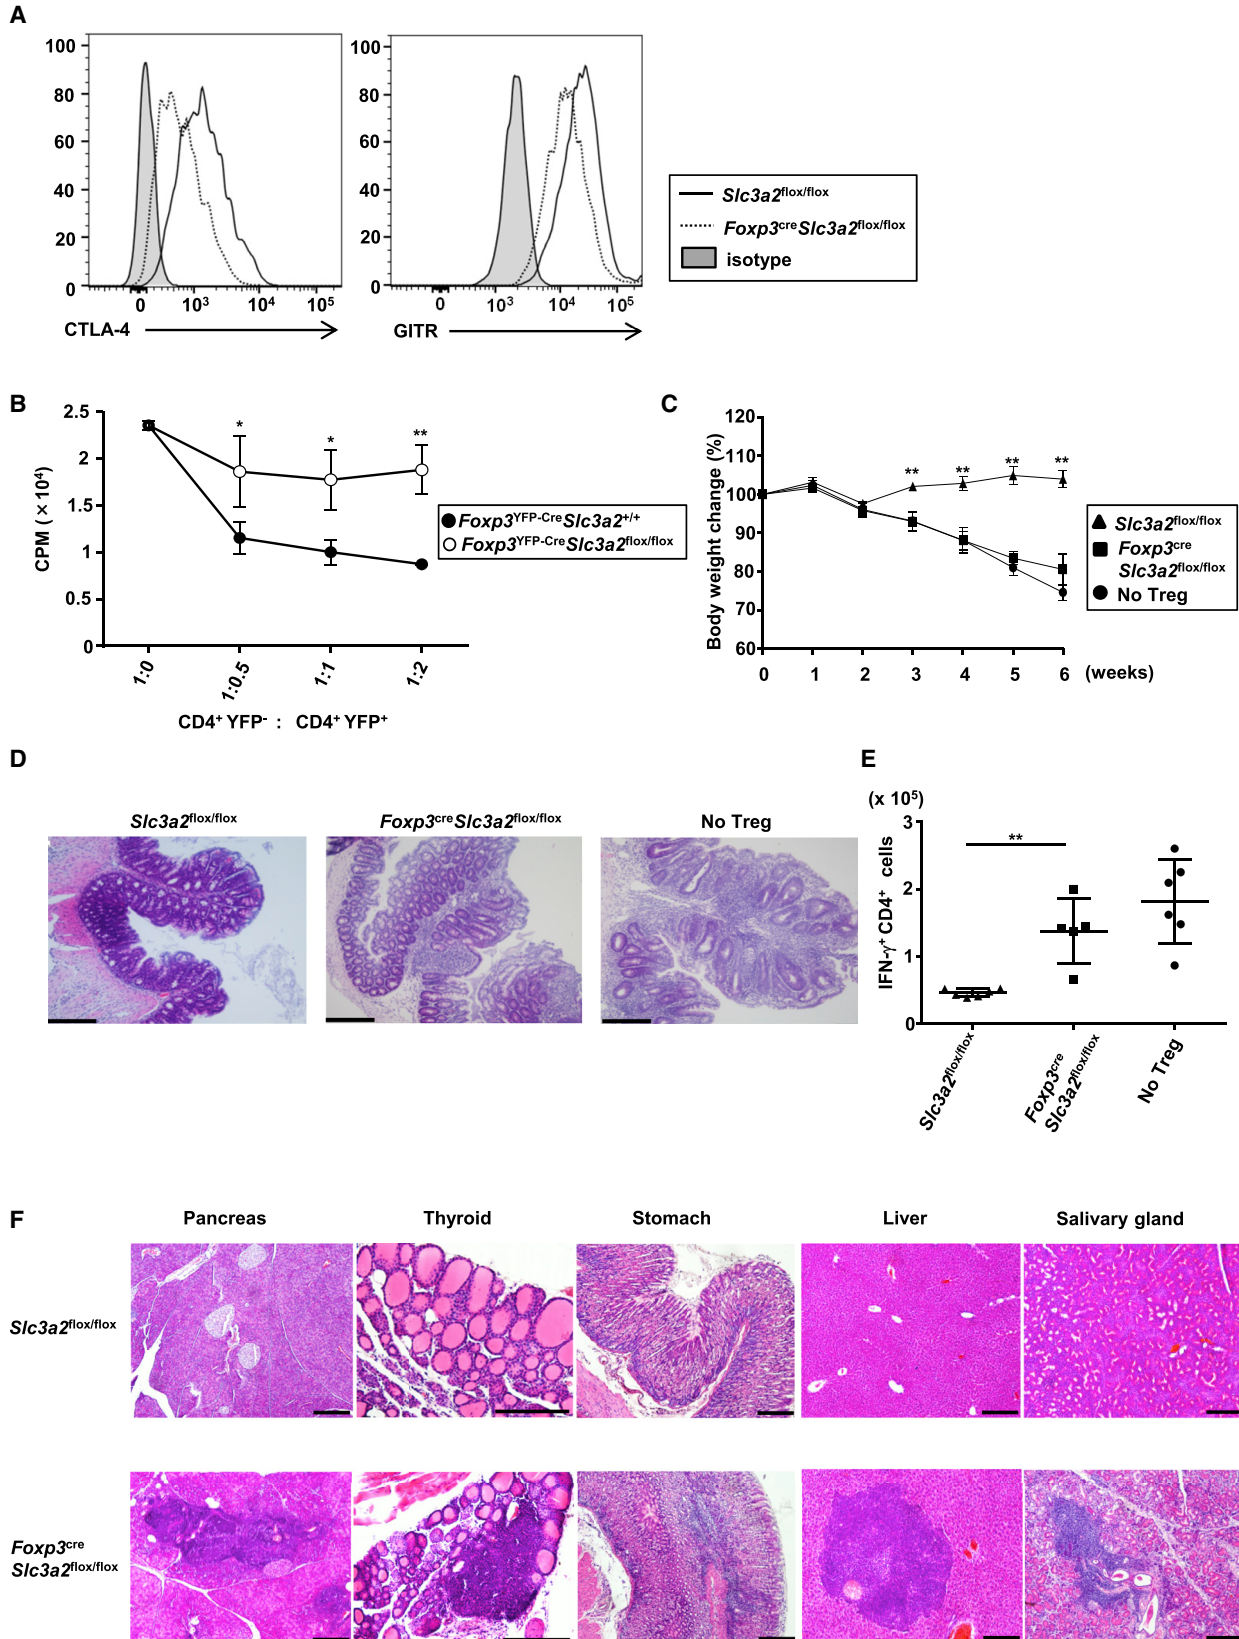 A
100
80
60
40
20
0
0 10³ 10⁴ 10⁵
CTLA-4
100
80
60
40
20
0
0 10³ 10⁴ 10⁵
GITR
Slc3a2flox/flox
Foxp3creSlc3a2flox/flox
isotype
B
2.5
2
1.5
1
0.5
0
CPM (×10⁴)
* * **
1:0 1:0.5 1:1 1:2
CD4⁺ YFP⁻ : CD4⁺ YFP⁺
Foxp3YFP-CreSlc3a2+/+
Foxp3YFP-CreSlc3a2flox/flox
C
120
110
100
90
80
70
60
Body weight change (%)
** ** ** **
0 1 2 3 4 5 6 (weeks)
Slc3a2flox/flox
Foxp3cre
Slc3a2flox/flox
No Treg
D
Slc3a2flox/flox Foxp3creSlc3a2flox/flox No Treg
E
(x 10⁵)
3
2
1
0
IFN-γ⁺ CD4⁺ cells
**
Slc3a2flox/flox
Foxp3cre
Slc3a2flox/flox
No Treg
F
Pancreas Thyroid Stomach Liver Salivary gland
Slc3a2flox/flox
Foxp3cre
Slc3a2flox/flox